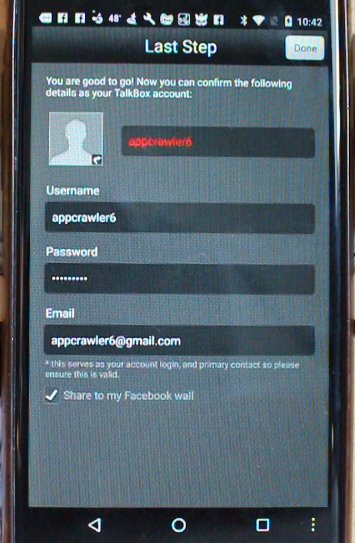 48° 10:42
Last Step Done
You are good to go! Now you can confirm the following
details as your TalkBox account:
appcrawler6
Username
appcrawler6
Password
•••••••••
Email
appcrawler6@gmail.com
* this serves as your account login, and primary contact so please
ensure this is valid.
Share to my Facebook wall